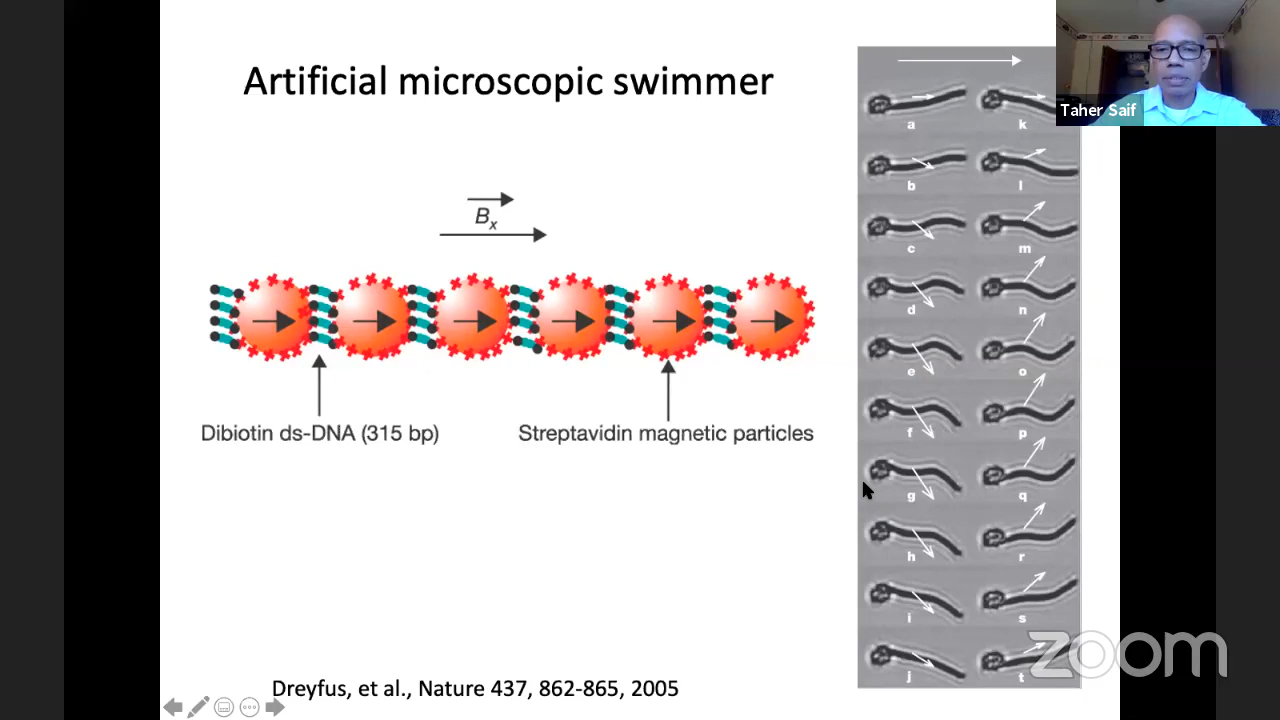 Artificial microscopic swimmer
Taher Saif
Bx
Dibiotin ds-DNA (315 bp)
Streptavidin magnetic particles
a
k
b
l
c
m
d
n
e
o
f
p
g
q
h
r
i
s
j
t
zoom
Dreyfus, et al., Nature 437, 862-865, 2005